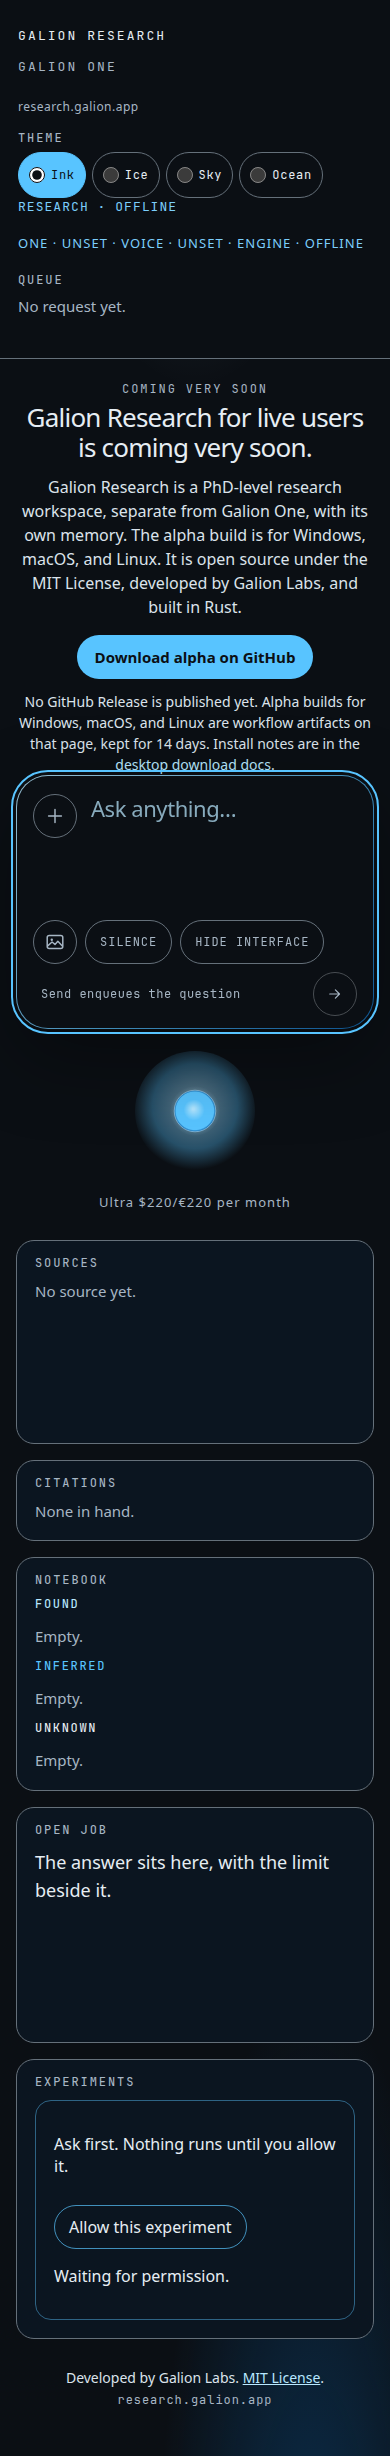 GALION RESEARCH
GALION ONE
research.galion.app
THEME
Ink
Ice
Sky
Ocean
RESEARCH · OFFLINE
ONE · UNSET · VOICE · UNSET · ENGINE · OFFLINE
QUEUE
No request yet.
COMING VERY SOON
Galion Research for live users
is coming very soon.
Galion Research is a PhD-level research
workspace, separate from Galion One, with its
own memory. The alpha build is for Windows,
macOS, and Linux. It is open source under the
MIT License, developed by Galion Labs, and
built in Rust.
Download alpha on GitHub
No GitHub Release is published yet. Alpha builds for
Windows, macOS, and Linux are workflow artifacts on
that page, kept for 14 days. Install notes are in the
desktop download docs.
Ask anything...
SILENCE
HIDE INTERFACE
Send enqueues the question
Ultra $220/€220 per month
SOURCES
No source yet.
CITATIONS
None in hand.
NOTEBOOK
FOUND
Empty.
INFERRED
Empty.
UNKNOWN
Empty.
OPEN JOB
The answer sits here, with the limit
beside it.
EXPERIMENTS
Ask first. Nothing runs until you allow
it.
Allow this experiment
Waiting for permission.
Developed by Galion Labs. MIT License.
research.galion.app